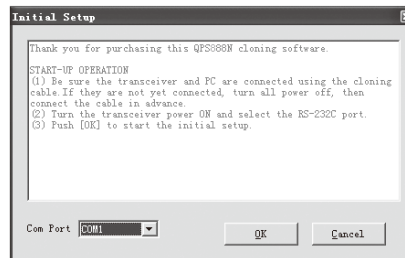 Initial Setup
Thank you for purchasing this QPS888N cloning software.
START-UP OPERATION
(1) Be sure the transceiver and PC are connected using the cloning
cable.If they are not yet connected, turn all power off, then
connect the cable in advance.
(2) Turn the transceiver power ON and select the RS-232C port.
(3) Push [OK] to start the initial setup.
Com Port COM1 OK Cancel